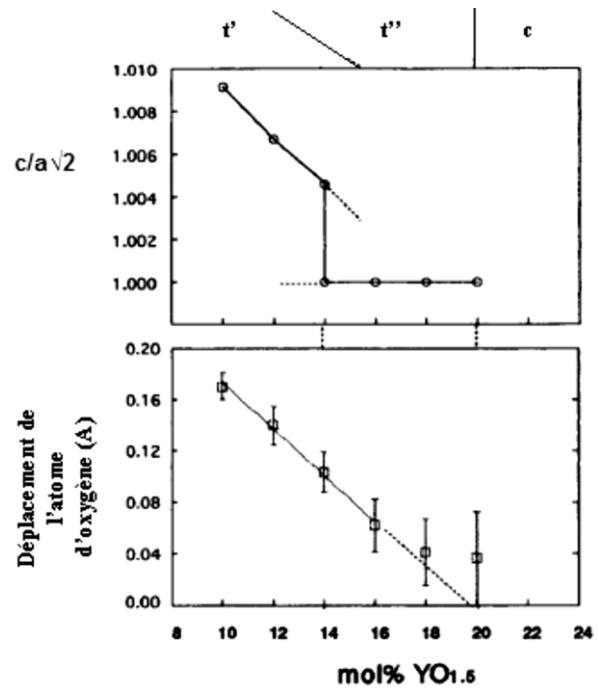 t' t'' c
1.010
1.008
1.006
c/a√2
1.004
1.002
1.000
0.20
0.16
0.12
0.08
0.04
0.00
Déplacement de
l'atome
d'oxygène (A)
8 10 12 14 16 18 20 22 24
mol% YO1.5